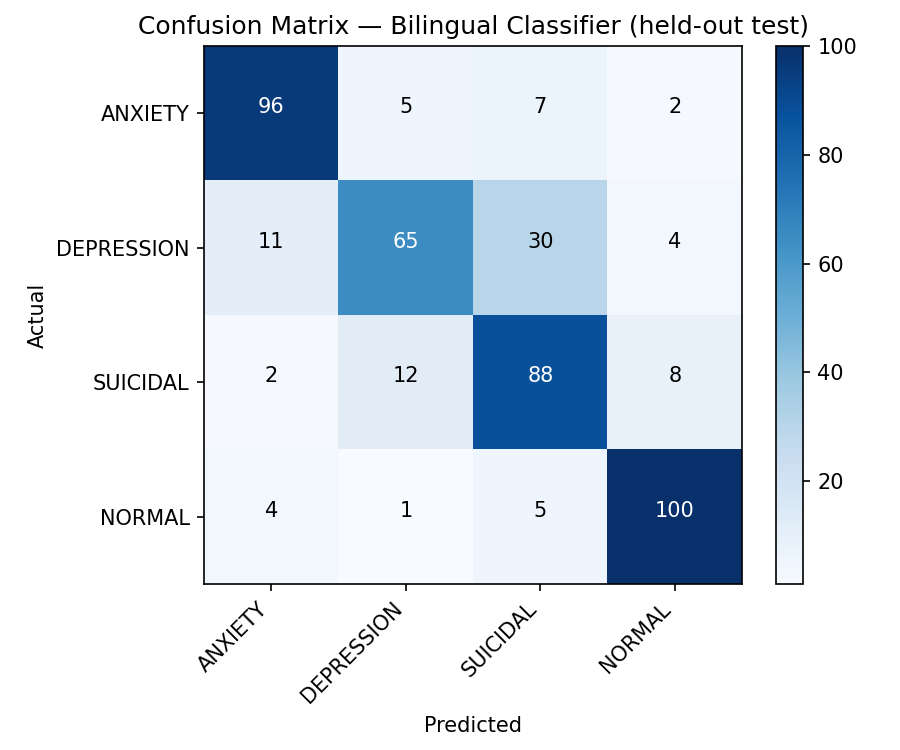 Confusion Matrix — Bilingual Classifier (held-out test)
Actual
ANXIETY 96 5 7 2
DEPRESSION 11 65 30 4
SUICIDAL 2 12 88 8
NORMAL 4 1 5 100
ANXIETY DEPRESSION SUICIDAL NORMAL
Predicted
100
80
60
40
20